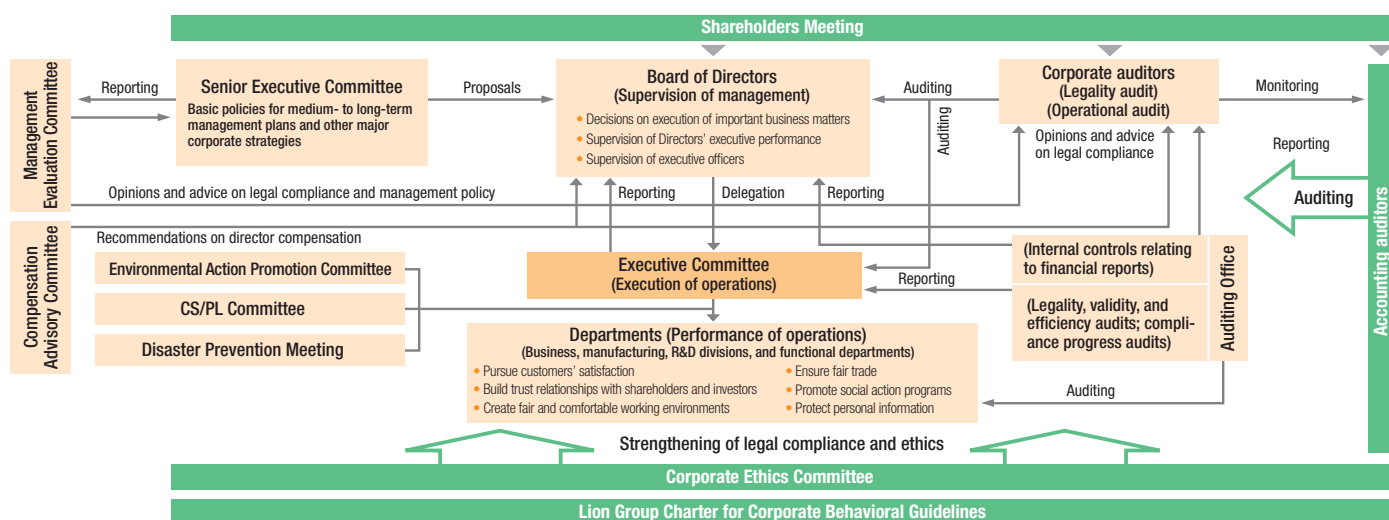 Shareholders Meeting
Management
Evaluation Committee
Reporting
Senior Executive Committee
Basic policies for medium- to long-term
management plans and other major
corporate strategies
Proposals
Board of Directors
(Supervision of management)
• Decisions on execution of important business matters
• Supervision of Directors' executive performance
• Supervision of executive officers
Auditing
Auditing
Corporate auditors
(Legality audit)
(Operational audit)
Monitoring
Opinions and advice
on legal compliance
Reporting
Auditing
Accounting auditors
Opinions and advice on legal compliance and management policy
Reporting
Delegation
Reporting
Compensation
Advisory Committee
Recommendations on director compensation
Environmental Action Promotion Committee
CS/PL Committee
Disaster Prevention Meeting
Executive Committee
(Execution of operations)
Reporting
(Internal controls relating
to financial reports)
(Legality, validity, and
efficiency audits; compli-
ance progress audits)
Auditing Office
Departments (Performance of operations)
(Business, manufacturing, R&D divisions, and functional departments)
• Pursue customers' satisfaction
• Build trust relationships with shareholders and investors
• Create fair and comfortable working environments
• Ensure fair trade
• Promote social action programs
• Protect personal information
Auditing
Strengthening of legal compliance and ethics
Corporate Ethics Committee
Lion Group Charter for Corporate Behavioral Guidelines